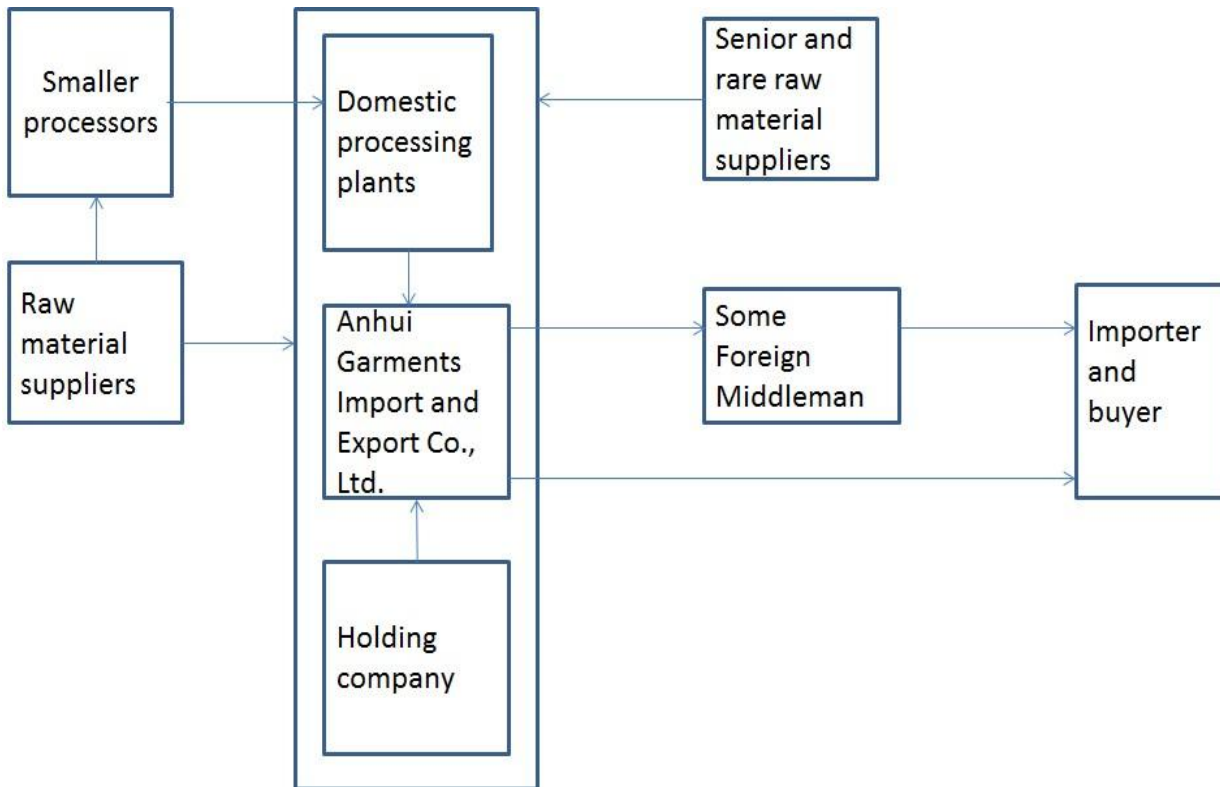 Smaller
processors
Domestic
processing
plants
Senior and
rare raw
material
suppliers
Raw
material
suppliers
Anhui
Garments
Import and
Export Co.,
Ltd.
Some
Foreign
Middleman
Importer
and
buyer
Holding
company